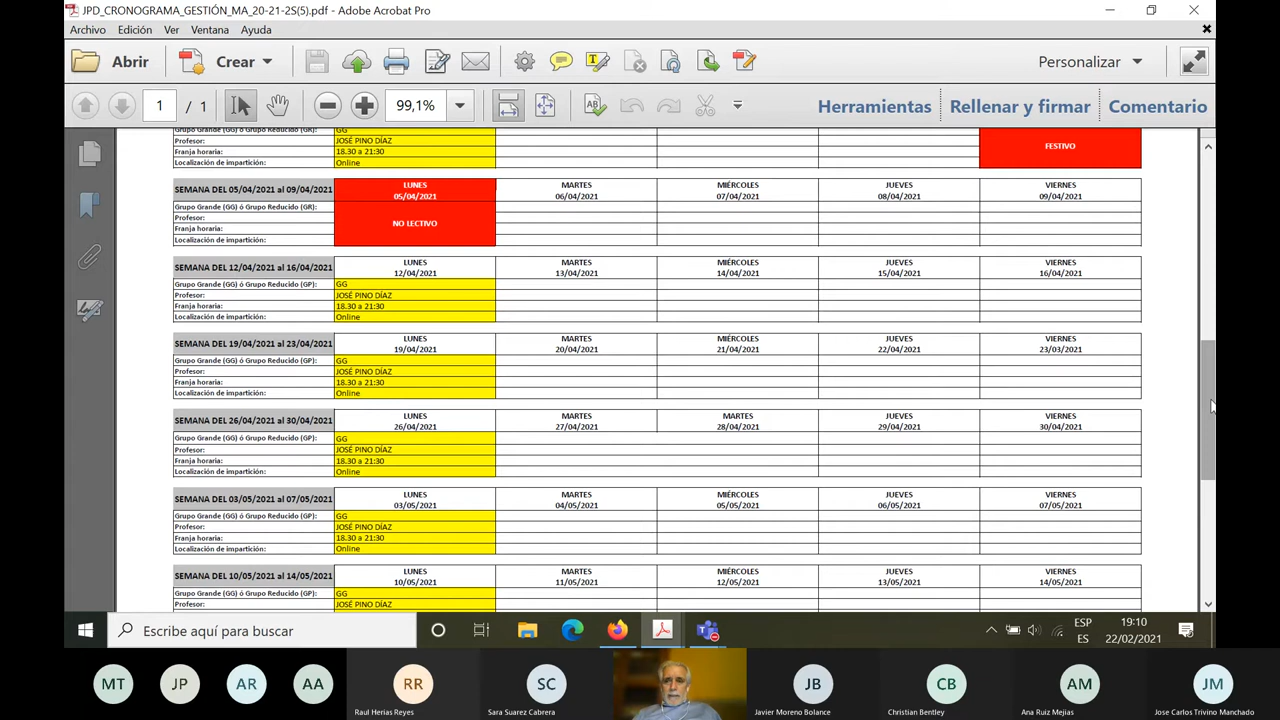 JPD_CRONOGRAMA_GESTIÓN_MA_20-21-2S(5).pdf - Adobe Acrobat Pro
Archivo Edición Ver Ventana Ayuda
Abrir Crear Personalizar
1 / 1 99,1% Herramientas Rellenar y firmar Comentario
Grupo Grande (GG) ó Grupo Reducido (GR): GG
Profesor: JOSÉ PINO DÍAZ FESTIVO
Franja horaria: 18.30 a 21:30
Localización de impartición: Online
SEMANA DEL 05/04/2021 al 09/04/2021 LUNES 05/04/2021 MARTES 06/04/2021 MIÉRCOLES 07/04/2021 JUEVES 08/04/2021 VIERNES 09/04/2021
Grupo Grande (GG) ó Grupo Reducido (GR):
Profesor: NO LECTIVO
Franja horaria:
Localización de impartición:
SEMANA DEL 12/04/2021 al 16/04/2021 LUNES 12/04/2021 MARTES 13/04/2021 MIÉRCOLES 14/04/2021 JUEVES 15/04/2021 VIERNES 16/04/2021
Grupo Grande (GG) ó Grupo Reducido (GP): GG
Profesor: JOSÉ PINO DÍAZ
Franja horaria: 18.30 a 21:30
Localización de impartición: Online
SEMANA DEL 19/04/2021 al 23/04/2021 LUNES 19/04/2021 MARTES 20/04/2021 MIÉRCOLES 21/04/2021 JUEVES 22/04/2021 VIERNES 23/03/2021
Grupo Grande (GG) ó Grupo Reducido (GP): GG
Profesor: JOSÉ PINO DÍAZ
Franja horaria: 18.30 a 21:30
Localización de impartición: Online
SEMANA DEL 26/04/2021 al 30/04/2021 LUNES 26/04/2021 MARTES 27/04/2021 MARTES 28/04/2021 JUEVES 29/04/2021 VIERNES 30/04/2021
Grupo Grande (GG) ó Grupo Reducido (GP): GG
Profesor: JOSÉ PINO DÍAZ
Franja horaria: 18.30 a 21:30
Localización de impartición: Online
SEMANA DEL 03/05/2021 al 07/05/2021 LUNES 03/05/2021 MARTES 04/05/2021 MIÉRCOLES 05/05/2021 JUEVES 06/05/2021 VIERNES 07/05/2021
Grupo Grande (GG) ó Grupo Reducido (GP): GG
Profesor: JOSÉ PINO DÍAZ
Franja horaria: 18.30 a 21:30
Localización de impartición: Online
SEMANA DEL 10/05/2021 al 14/05/2021 LUNES 10/05/2021 MARTES 11/05/2021 MIÉRCOLES 12/05/2021 JUEVES 13/05/2021 VIERNES 14/05/2021
Grupo Grande (GG) ó Grupo Reducido (GP): GG
Profesor: JOSÉ PINO DÍAZ
Escribe aquí para buscar ESP ES 19:10 22/02/2021
MT JP AR AA RR SC JB CB AM JM
Raul Herias Reyes Sara Suarez Cabrera Javier Moreno Bolance Christian Bentley Ana Ruiz Mejias Jose Carlos Trivino Manchado